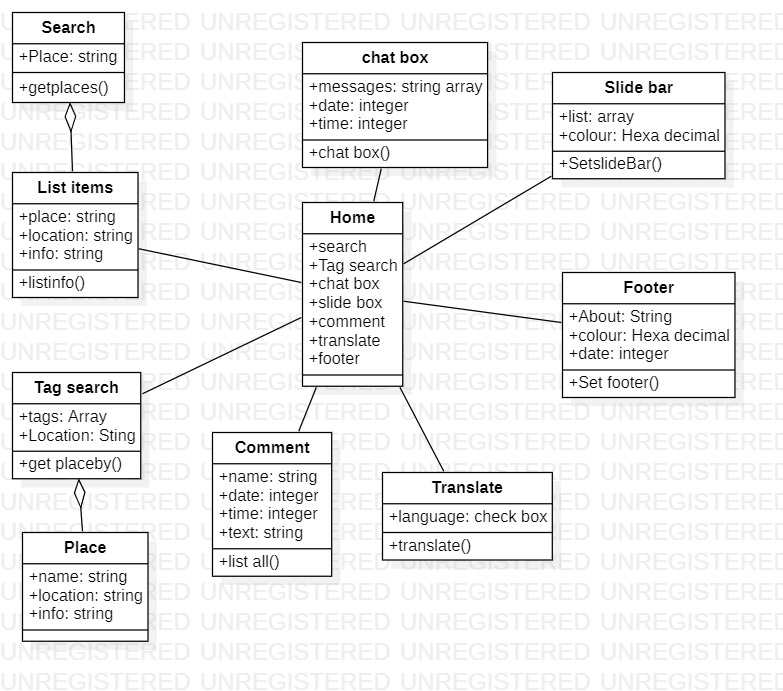 Search
+Place: string
+getplaces()
chat box
+messages: string array
+date: integer
+time: integer
+chat box()
Slide bar
+list: array
+colour: Hexa decimal
+SetslideBar()
List items
+place: string
+location: string
+info: string
+listinfo()
Home
+search
+Tag search
+chat box
+slide box
+comment
+translate
+footer
Footer
+About: String
+colour: Hexa decimal
+date: integer
+Set footer()
Tag search
+tags: Array
+Location: Sting
+get placeby()
Comment
+name: string
+date: integer
+time: integer
+text: string
+list all()
Translate
+language: check box
+translate()
Place
+name: string
+location: string
+info: string
UNREGISTERED